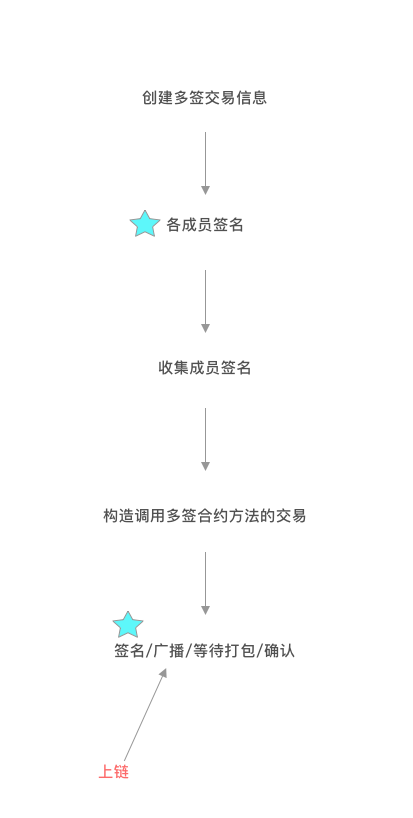 创建多签交易信息
各成员签名
收集成员签名
构造调用多签合约方法的交易
签名/广播/等待打包/确认
上链